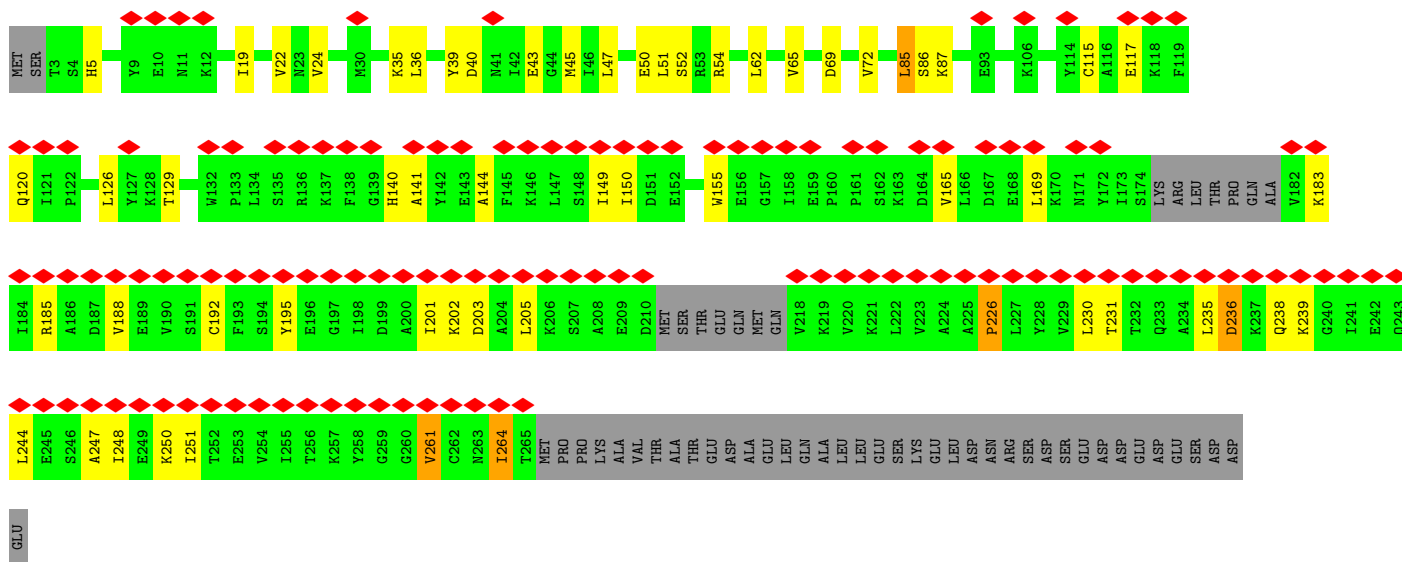 MET SER T3 S4 H5 Y9 E10 N11 K12 I19 V22 N23 V24 M30 K35 L36 Y39 D40 N41 I42 E43 G44 M45 I46 L47 E50 L51 S52 R53 R54 L62 V65 D69 V72 L85 S86 K87 E93 K106 Y114 C115 A116 E117 K118 F119
Q120 I121 P122 L126 Y127 K128 T129 W132 P133 L134 S135 R136 K137 F138 G139 H140 A141 Y142 E143 A144 F145 K146 L147 S148 I149 I150 D151 E152 W155 E156 G157 I158 E159 P160 P161 S162 K163 D164 V165 L166 D167 E168 L169 K170 N171 Y172 I173 S174 LYS ARG LEU THR PRO GLN ALA V182 K183
I184 R185 A186 D187 V188 E189 V190 S191 C192 F193 S194 Y195 E196 G197 I198 D199 A200 I201 K202 D203 A204 L205 K206 S207 A208 E209 D210 MET SER THR GLU GLN MET GLN V218 K219 V220 K221 L222 V223 A224 A225 P226 L227 Y228 V229 L230 T231 T232 Q233 A234 L235 D236 K237 Q238 K239 G240 I241 E242 Q243
L244 E245 S246 A247 I248 E249 K250 I251 T252 E253 V254 I255 T256 K257 Y258 G259 G260 V261 C262 N263 I264 T265 MET PRO PRO LYS ALA VAL THR ALA THR GLU ASP ALA GLU LEU GLN ALA LEU LEU GLU SER LYS GLU LEU ASP ASN ARG SER ASP SER GLU ASP ASP GLU ASP GLU SER ASP ASP
GLU